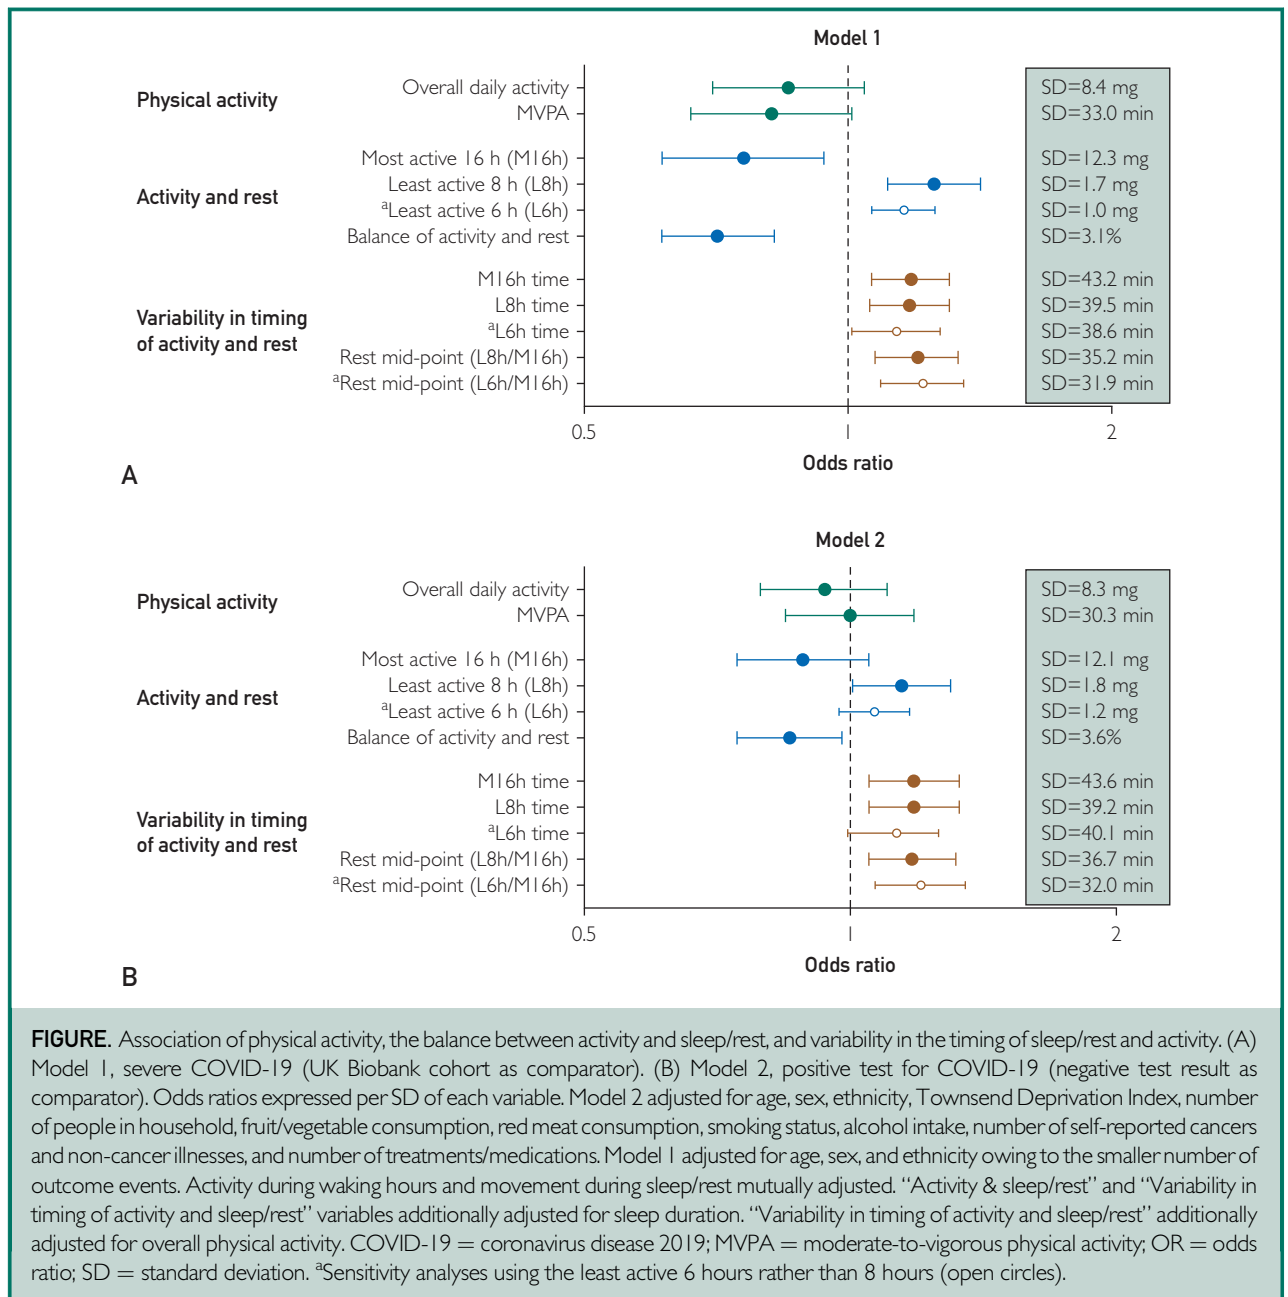 Model 1
Physical activity
Overall daily activity
SD=8.4 mg
MVPA
SD=33.0 min
Activity and rest
Most active 16 h (M16h)
SD=12.3 mg
Least active 8 h (L8h)
SD=1.7 mg
aLeast active 6 h (L6h)
SD=1.0 mg
Balance of activity and rest
SD=3.1%
Variability in timing
of activity and rest
M16h time
SD=43.2 min
L8h time
SD=39.5 min
aL6h time
SD=38.6 min
Rest mid-point (L8h/M16h)
SD=35.2 min
aRest mid-point (L6h/M16h)
SD=31.9 min
0.5 1 2
Odds ratio
A
Model 2
Physical activity
Overall daily activity
SD=8.3 mg
MVPA
SD=30.3 min
Activity and rest
Most active 16 h (M16h)
SD=12.1 mg
Least active 8 h (L8h)
SD=1.8 mg
aLeast active 6 h (L6h)
SD=1.2 mg
Balance of activity and rest
SD=3.6%
Variability in timing
of activity and rest
M16h time
SD=43.6 min
L8h time
SD=39.2 min
aL6h time
SD=40.1 min
Rest mid-point (L8h/M16h)
SD=36.7 min
aRest mid-point (L6h/M16h)
SD=32.0 min
0.5 1 2
Odds ratio
B
FIGURE. Association of physical activity, the balance between activity and sleep/rest, and variability in the timing of sleep/rest and activity. (A)
Model 1, severe COVID-19 (UK Biobank cohort as comparator). (B) Model 2, positive test for COVID-19 (negative test result as
comparator). Odds ratios expressed per SD of each variable. Model 2 adjusted for age, sex, ethnicity, Townsend Deprivation Index, number
of people in household, fruit/vegetable consumption, red meat consumption, smoking status, alcohol intake, number of self-reported cancers
and non-cancer illnesses, and number of treatments/medications. Model 1 adjusted for age, sex, and ethnicity owing to the smaller number of
outcome events. Activity during waking hours and movement during sleep/rest mutually adjusted. “Activity & sleep/rest” and “Variability in
timing of activity and sleep/rest” variables additionally adjusted for sleep duration. “Variability in timing of activity and sleep/rest” additionally
adjusted for overall physical activity. COVID-19 = coronavirus disease 2019; MVPA = moderate-to-vigorous physical activity; OR = odds
ratio; SD = standard deviation. aSensitivity analyses using the least active 6 hours rather than 8 hours (open circles).